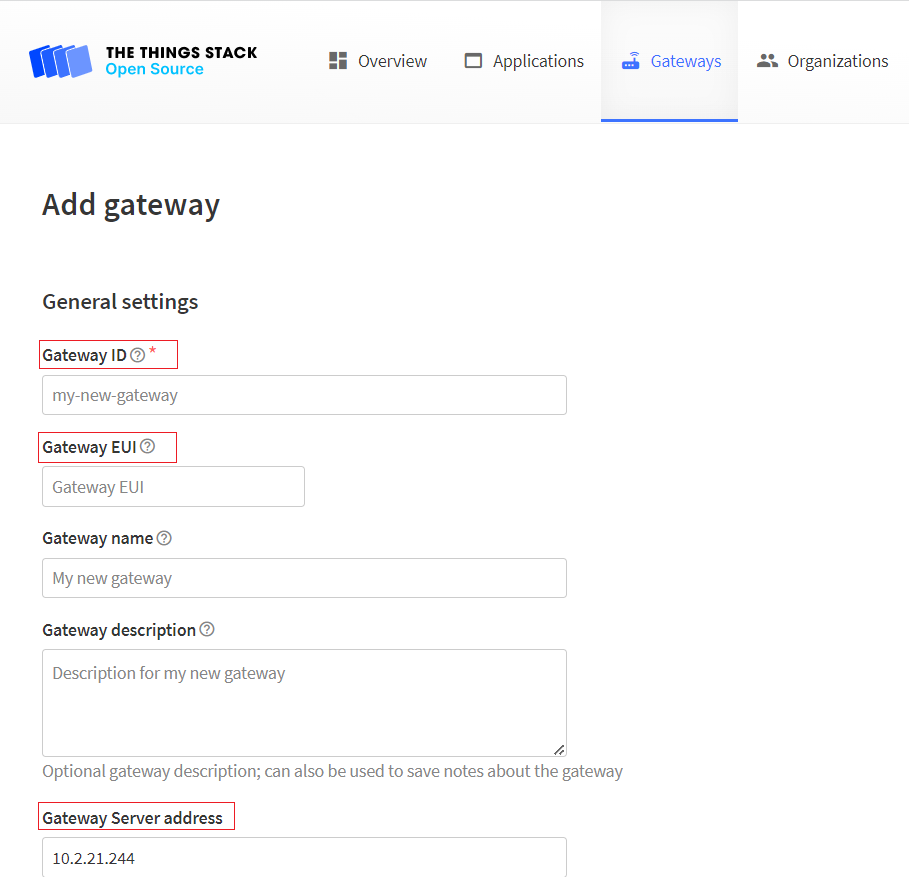 THE THINGS STACK
Open Source
Overview
Applications
Gateways
Organizations
Add gateway
General settings
Gateway ID ? *
my-new-gateway
Gateway EUI ?
Gateway EUI
Gateway name ?
My new gateway
Gateway description ?
Description for my new gateway
Optional gateway description; can also be used to save notes about the gateway
Gateway Server address
10.2.21.244